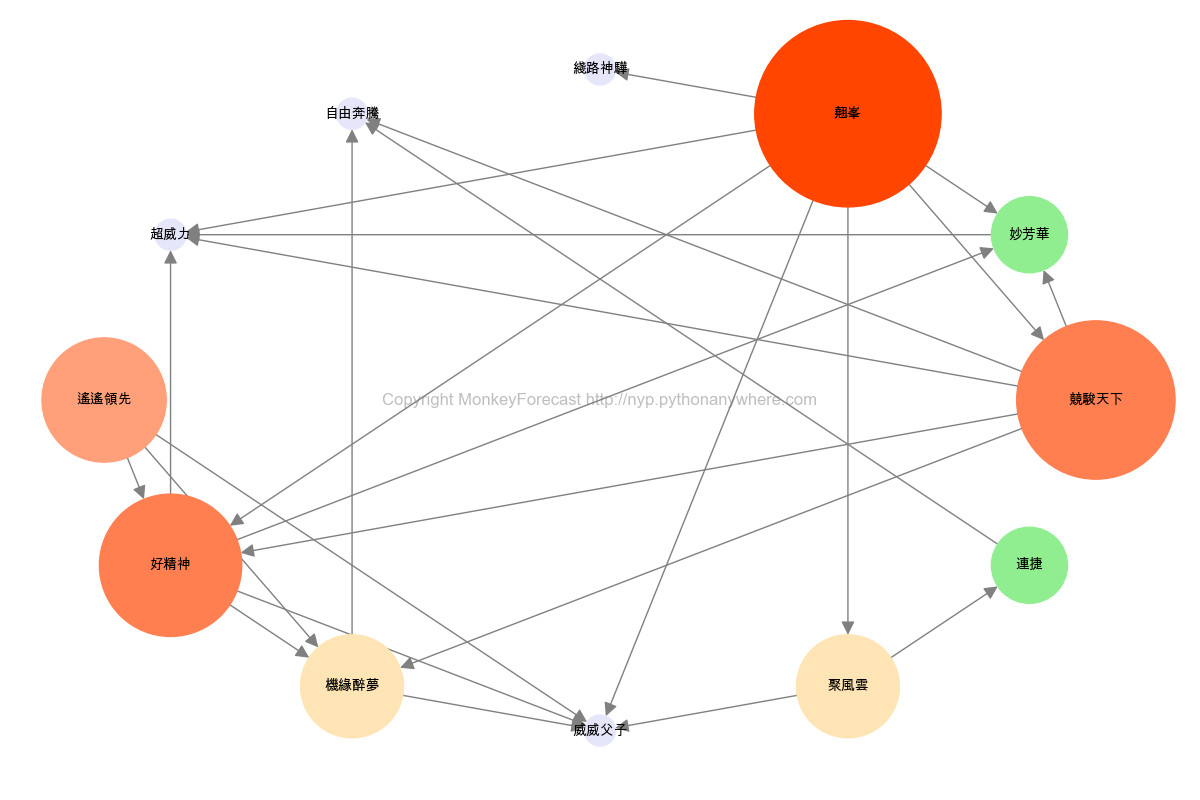 綫路神驊
翹峯
自由奔騰
超威力
妙芳華
遙遙領先
Copyright MonkeyForecast http://nyp.pythonanywhere.com
競駿天下
好精神
連捷
機緣醉夢
聚風雲
威威父子